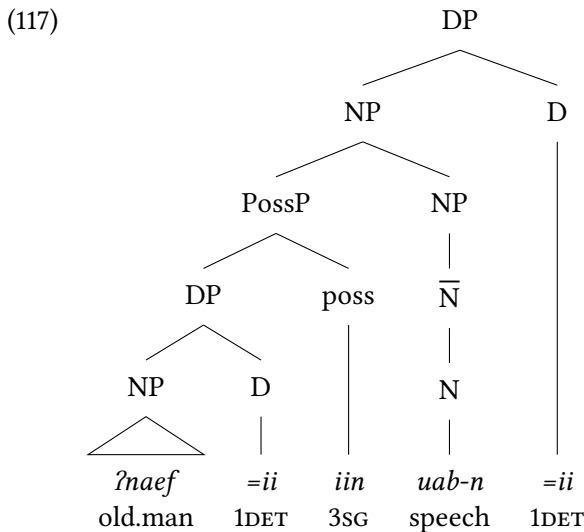 (117) DP
NP D
PossP NP
DP poss N̅
NP D N
ʔnaef =ii iin uab-n =ii
old.man 1DET 3SG speech 1DET